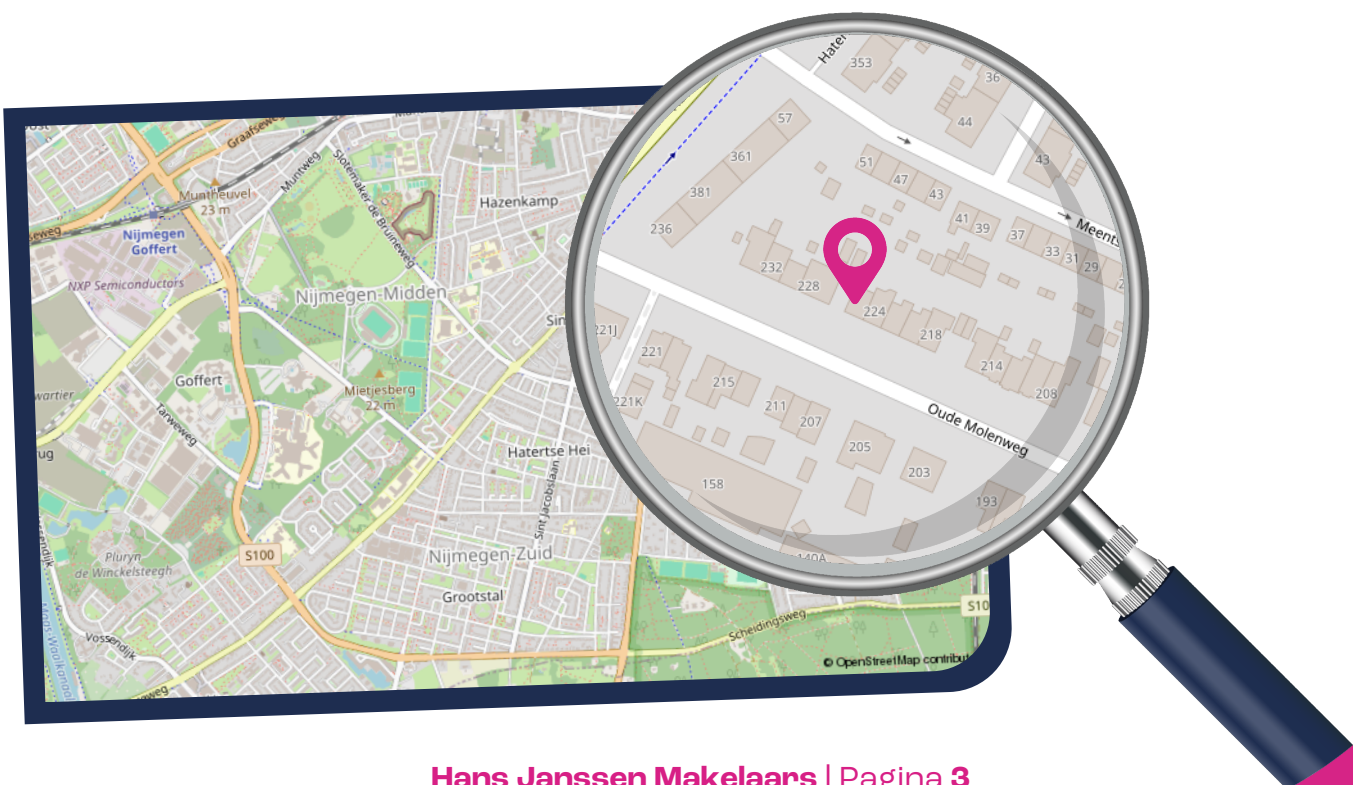 Graafseweg
Muntheuvel
23 m
Muntweg
Slotemaker de Bruïneweg
Hazenkamp
Nijmegen
Goffert
NXP Semiconductors
Nijmegen-Midden
Goffert
Mietjesberg
22 m
Tarweweg
Hatertse Hei
Sint Jacobslaan
S100
Nijmegen-Zuid
Pluryn
de Winckelsteegh
Grootstal
Vossendijk
Scheidingsweg
S10
© OpenStreetMap contribut
353
36
44
57
361
381
236
51
47
43
43
41
39
37
33
31
29
Meents
232
228
224
218
214
208
221J
221
221K
215
211
207
205
203
193
158
140A
Oude Molenweg
Hans Janssen Makelaars | Pagina 3